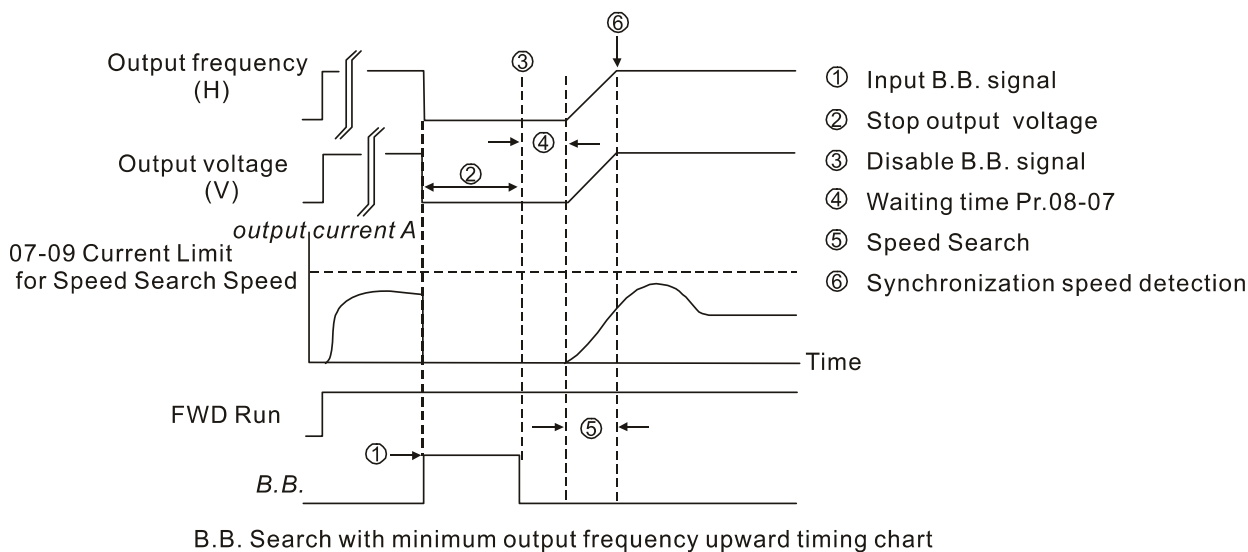 ⑥
Output frequency
(H)
③
① Input B.B. signal
② Stop output voltage
④
Output voltage
(V)
②
③ Disable B.B. signal
④ Waiting time Pr.08-07
output current A
07-09 Current Limit
for Speed Search Speed
⑤ Speed Search
⑥ Synchronization speed detection
Time
FWD Run
⑤
①
B.B.
B.B. Search with minimum output frequency upward timing chart